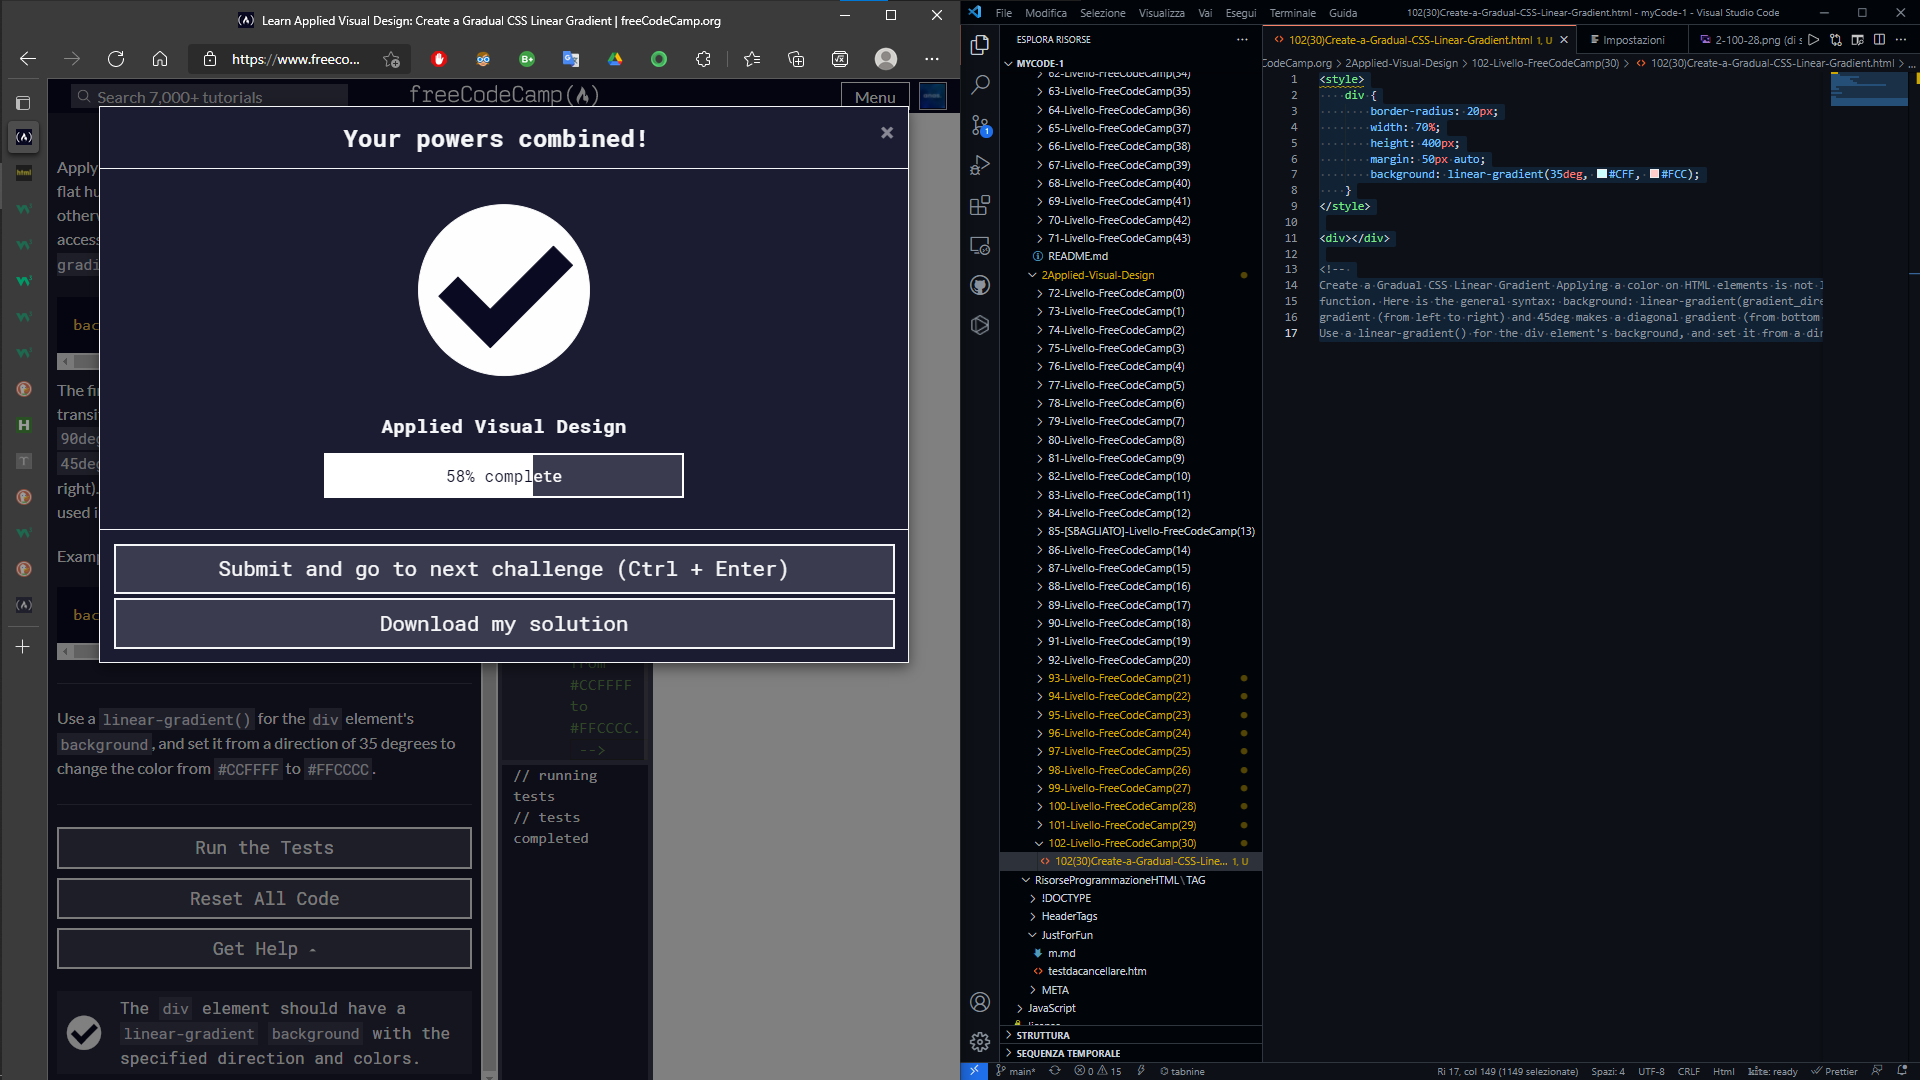 Learn Applied Visual Design: Create a Gradual CSS Linear Gradient | freeCodeCamp.org
https://www.freeco...
Search 7,000+ tutorials
freeCodeCamp(🔥)
Menu
Your powers combined!
×
Applied Visual Design
58% complete
Submit and go to next challenge (Ctrl + Enter)
Download my solution
Apply
flat hu
otherw
access
gradi
bac
The fi
transi
90deg
45deg
right).
used i
Exam
bac
Use a linear-gradient() for the div element's
background, and set it from a direction of 35 degrees to
change the color from #CCFFFF to #FFCCCC.
Run the Tests
Reset All Code
Get Help
The div element should have a
linear-gradient background with the
specified direction and colors.
from
#CCFFFF
to
#FFCCCC.
-->
// running
tests
// tests
completed
File Modifica Selezione Visualizza Vai Esegui Terminale Guida
102(30)Create-a-Gradual-CSS-Linear-Gradient.html - myCode-1 - Visual Studio Code
ESPLORA RISORSE
MYCODE-1
62-Livello-FreeCodeCamp(34)
63-Livello-FreeCodeCamp(35)
64-Livello-FreeCodeCamp(36)
65-Livello-FreeCodeCamp(37)
66-Livello-FreeCodeCamp(38)
67-Livello-FreeCodeCamp(39)
68-Livello-FreeCodeCamp(40)
69-Livello-FreeCodeCamp(41)
70-Livello-FreeCodeCamp(42)
71-Livello-FreeCodeCamp(43)
README.md
2Applied-Visual-Design
72-Livello-FreeCodeCamp(0)
73-Livello-FreeCodeCamp(1)
74-Livello-FreeCodeCamp(2)
75-Livello-FreeCodeCamp(3)
76-Livello-FreeCodeCamp(4)
77-Livello-FreeCodeCamp(5)
78-Livello-FreeCodeCamp(6)
79-Livello-FreeCodeCamp(7)
80-Livello-FreeCodeCamp(8)
81-Livello-FreeCodeCamp(9)
82-Livello-FreeCodeCamp(10)
83-Livello-FreeCodeCamp(11)
84-Livello-FreeCodeCamp(12)
85-[SBAGLIATO]-Livello-FreeCodeCamp(13)
86-Livello-FreeCodeCamp(14)
87-Livello-FreeCodeCamp(15)
88-Livello-FreeCodeCamp(16)
89-Livello-FreeCodeCamp(17)
90-Livello-FreeCodeCamp(18)
91-Livello-FreeCodeCamp(19)
92-Livello-FreeCodeCamp(20)
93-Livello-FreeCodeCamp(21)
94-Livello-FreeCodeCamp(22)
95-Livello-FreeCodeCamp(23)
96-Livello-FreeCodeCamp(24)
97-Livello-FreeCodeCamp(25)
98-Livello-FreeCodeCamp(26)
99-Livello-FreeCodeCamp(27)
100-Livello-FreeCodeCamp(28)
101-Livello-FreeCodeCamp(29)
102-Livello-FreeCodeCamp(30)
102(30)Create-a-Gradual-CSS-Line... 1, U
RisorseProgrammazioneHTML\TAG
!DOCTYPE
HeaderTags
JustForFun
m.md
testdacancellare.htm
META
JavaScript
STRUTTURA
SEQUENZA TEMPORALE
102(30)Create-a-Gradual-CSS-Linear-Gradient.html 1, U
Impostazioni
2-100-28.png (di s
CodeCamp.org > 2Applied-Visual-Design > 102-Livello-FreeCodeCamp(30) > 102(30)Create-a-Gradual-CSS-Linear-Gradient.html > ...
1 <style>
2 div {
3 border-radius: 20px;
4 width: 70%;
5 height: 400px;
6 margin: 50px auto;
7 background: linear-gradient(35deg, #CFF, #FCC);
8 }
9 </style>
10
11 <div></div>
12
13 <!--
14 Create a Gradual CSS Linear Gradient Applying a color on HTML elements is not l
15 function. Here is the general syntax: background: linear-gradient(gradient_dire
16 gradient (from left to right) and 45deg makes a diagonal gradient (from bottom
17 Use a linear-gradient() for the div element's background, and set it from a dir
main* 0 15 tabnine
Ri 17, col 149 (1149 selezionate) Spazi: 4 UTF-8 CRLF Html kite: ready Prettier